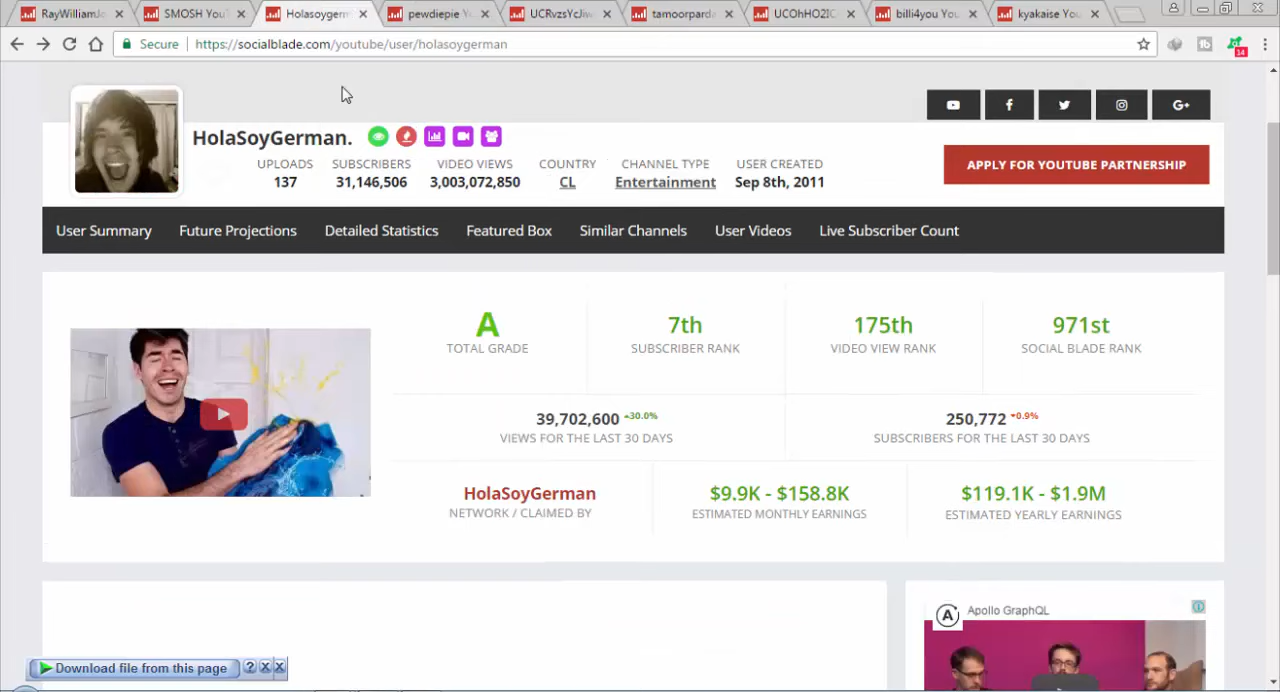 RayWilliamJo
SMOSH YouT
Holasoygerm
pewdiepie Y
UCRvzsYcJiw
tamoorparda
UCOhHO2IC
billi4you You
kyakaise You
Secure
https://socialblade.com/youtube/user/holasoygerman
14
HolaSoyGerman.
UPLOADS SUBSCRIBERS VIDEO VIEWS COUNTRY CHANNEL TYPE USER CREATED
137 31,146,506 3,003,072,850 CL Entertainment Sep 8th, 2011
G+
APPLY FOR YOUTUBE PARTNERSHIP
User Summary Future Projections Detailed Statistics Featured Box Similar Channels User Videos Live Subscriber Count
A 7th 175th 971st
TOTAL GRADE SUBSCRIBER RANK VIDEO VIEW RANK SOCIAL BLADE RANK
39,702,600 30.0% 250,772 0.9%
VIEWS FOR THE LAST 30 DAYS SUBSCRIBERS FOR THE LAST 30 DAYS
HolaSoyGerman $9.9K - $158.8K $119.1K - $1.9M
NETWORK / CLAIMED BY ESTIMATED MONTHLY EARNINGS ESTIMATED YEARLY EARNINGS
A Apollo GraphQL
Download file from this page ? X X